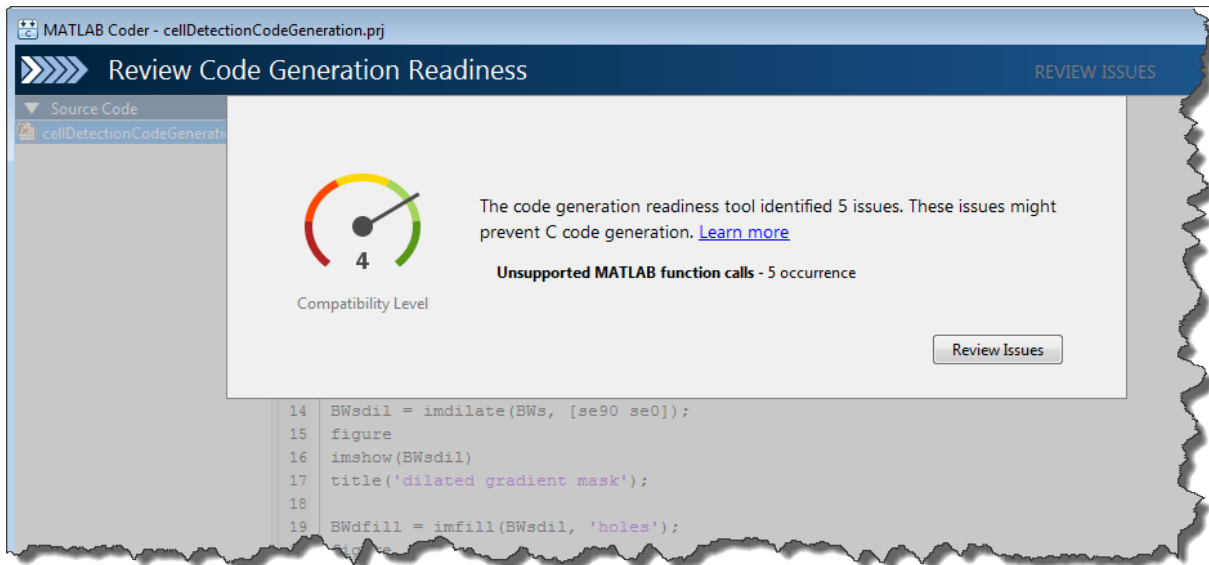 MATLAB Coder - cellDetectionCodeGeneration.prj
Review Code Generation Readiness
REVIEW ISSUES
Source Code
cellDetectionCodeGenerati
The code generation readiness tool identified 5 issues. These issues might
prevent C code generation. Learn more
4
Unsupported MATLAB function calls - 5 occurrence
Compatibility Level
Review Issues
14 BWsdil = imdilate(BWs, [se90 se0]);
15 figure
16 imshow(BWsdil)
17 title('dilated gradient mask');
18
19 BWdfill = imfill(BWsdil, 'holes');